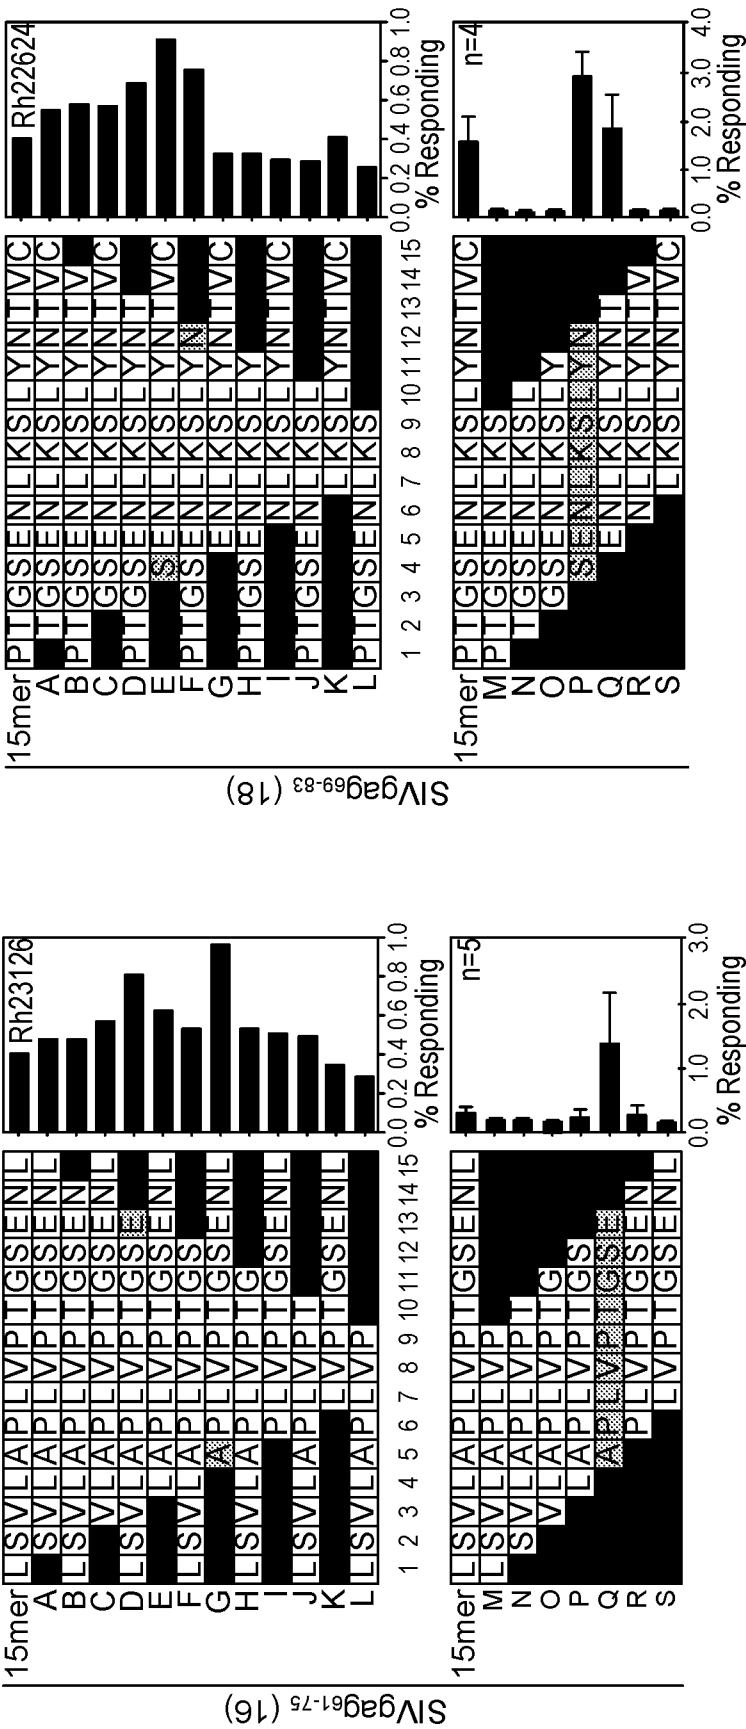 SIVgag61-75 (16)
15mer L S V L A P L V P T G S E N L
A S V L A P L V P T G S E N L
B L S V L A P L V P T G S E N
C V L A P L V P T G S E N L
D L S V L A P L V P T G S E
E L A P L V P T G S E N L
F L S V L A P L V P T G S
G A P L V P T G S E N L
H L S V L A P L V P T G
I P L V P T G S E N L
J L S V L A P L V P T
K L V P T G S E N L
L L S V L A P L V P
1 2 3 4 5 6 7 8 9 10 11 12 13 14 15
Rh23126
0.0 0.2 0.4 0.6 0.8 1.0
% Responding
15mer L S V L A P L V P T G S E N L
M L S V L A P L V P
N S V L A P L V P T
O V L A P L V P T G
P L A P L V P T G S
Q A P L V P T G S E
R P L V P T G S E N
S L V P T G S E N L
n=5
0.0 1.0 2.0 3.0
% Responding
SIVgag69-83 (18)
15mer P T G S E N L K S L Y N T V C
A T G S E N L K S L Y N T V C
B P T G S E N L K S L Y N T V
C G S E N L K S L Y N T V C
D P T G S E N L K S L Y N T
E S E N L K S L Y N T V C
F P T G S E N L K S L Y N
G E N L K S L Y N T V C
H P T G S E N L K S L Y
I N L K S L Y N T V C
J P T G S E N L K S L
K L K S L Y N T V C
L P T G S E N L K S
1 2 3 4 5 6 7 8 9 10 11 12 13 14 15
Rh22624
0.0 0.2 0.4 0.6 0.8 1.0
% Responding
15mer P T G S E N L K S L Y N T V C
M P T G S E N L K S
N T G S E N L K S L
O G S E N L K S L Y
P S E N L K S L Y N
Q E N L K S L Y N T
R N L K S L Y N T V
S L K S L Y N T V C
n=4
0.0 1.0 2.0 3.0 4.0
% Responding